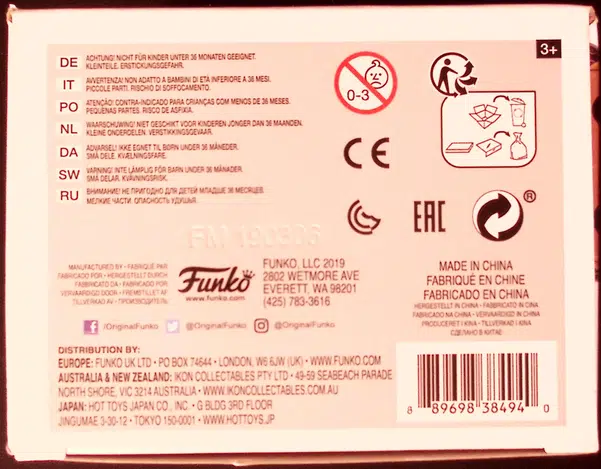 3+
DE ACHTUNG! NICHT FÜR KINDER UNTER 36 MONATEN GEEIGNET.
KLEINTEILE. ERSTICKUNGSGEFAHR.
IT AVVERTENZA! NON ADATTO A BAMBINI DI ETÀ INFERIORE A 36 MESI.
PICCOLE PARTI. RISCHIO DI SOFFOCAMENTO.
PO ATENÇÃO! CONTRA-INDICADO PARA CRIANÇAS COM MENOS DE 36 MESES.
PEQUENAS PARTES. RISCO DE ASFIXIA.
NL WAARSCHUWING! NIET GESCHIKT VOOR KINDEREN JONGER DAN 36 MAANDEN.
KLEINE ONDERDELEN. VERSTIKKINGSGEVAAR.
DA ADVARSEL! IKKE EGNET TIL BØRN UNDER 36 MÅNEDER.
SMÅ DELE. KVÆLNINGSFARE.
SW VARNING! INTE LÄMPLIG FÖR BARN UNDER 36 MÅNADER.
SMÅ DELAR. KVÄVNINGSRISK.
RU ВНИМАНИЕ! НЕ ПРИГОДНО ДЛЯ ДЕТЕЙ МЛАДШЕ 36 МЕСЯЦЕВ.
МЕЛКИЕ ЧАСТИ. ОПАСНОСТЬ УДУШЬЯ.
0-3
CE
EAC
®
FM 190306
MANUFACTURED BY • FABRIQUÉ PAR
FABRICADO POR • HERGESTELLT DURCH
FABBRICATO DA • FABRICADO POR
VERVAARDIGD DOOR • FREMSTILLET AF
TILLVERKAD AV • ПРОИЗВОДИТЕЛЬ
Funko
www.funko.com
FUNKO, LLC 2019
2802 WETMORE AVE
EVERETT, WA 98201
(425) 783-3616
MADE IN CHINA
FABRIQUÉ EN CHINE
FABRICADO EN CHINA
HERGESTELLT IN CHINA • FABBRICATO IN CINA
FABRICADO NA CHINA • VERVAARDIGD IN CHINA
PRODUCERET I KINA • TILLVERKAD I KINA
СДЕЛАНО В КИТАЕ
/OriginalFunko @OriginalFunko @OriginalFunko
DISTRIBUTION BY:
EUROPE: FUNKO UK LTD • PO BOX 74644 • LONDON, W6 6JW (UK) • WWW.FUNKO.COM
AUSTRALIA & NEW ZEALAND: IKON COLLECTABLES PTY LTD • 49-59 SEABEACH PARADE
NORTH SHORE, VIC 3214 AUSTRALIA • WWW.IKONCOLLECTABLES.COM.AU
JAPAN: HOT TOYS JAPAN CO., INC. • G BLDG 3RD FLOOR
JINGUMAE 3-30-12 • TOKYO 150-0001 • WWW.HOTTOYS.JP
8 89698 38494 0